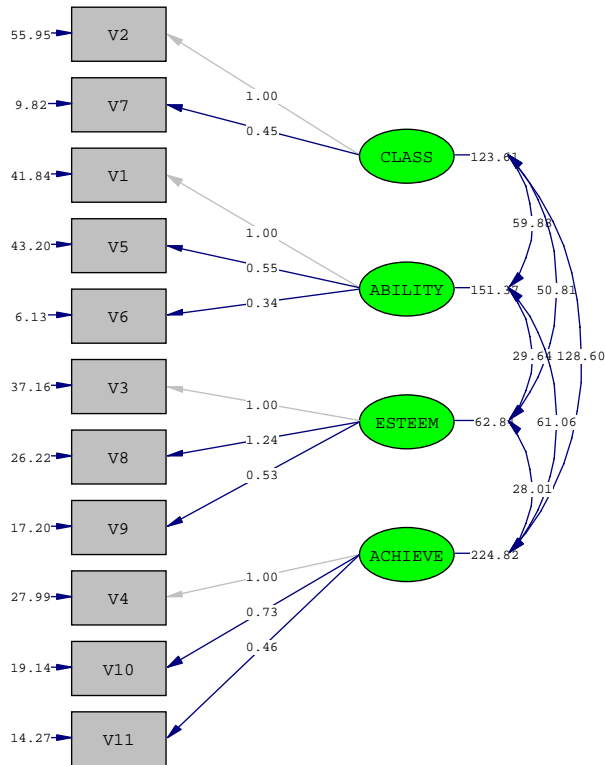 55.95 V2
1.00
9.82 V7
0.45
CLASS 123.61
41.84 V1
59.88
1.00
43.20 V5
0.55
ABILITY 151.37 50.81
6.13 V6
0.34
29.64 128.60
37.16 V3
1.00
ESTEEM 62.84 61.06
26.22 V8
1.24
0.53
28.01
17.20 V9
ACHIEVE 224.82
27.99 V4
1.00
0.73
0.46
19.14 V10
14.27 V11